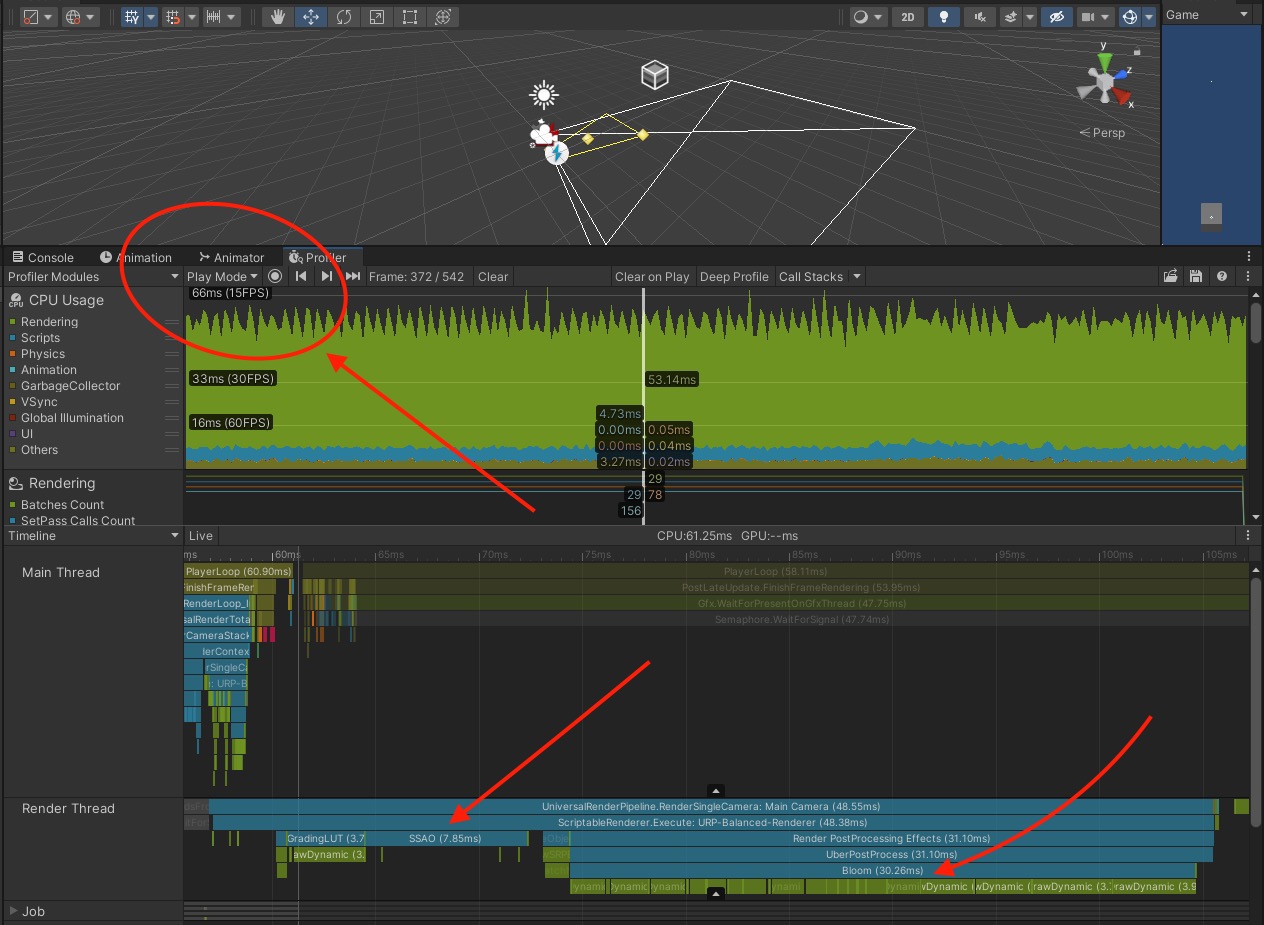 2D
Game
y
z
x
Persp
Console
Animation
Animator
Profiler
Profiler Modules
Play Mode
Frame: 372 / 542
Clear
Clear on Play
Deep Profile
Call Stacks
CPU Usage
Rendering
Scripts
Physics
Animation
GarbageCollector
VSync
Global Illumination
UI
Others
66ms (15FPS)
33ms (30FPS)
16ms (60FPS)
53.14ms
4.73ms
0.00ms
0.05ms
0.00ms
0.04ms
3.27ms
0.02ms
Rendering
Batches Count
SetPass Calls Count
29
29
78
156
Timeline
Live
CPU:61.25ms GPU:--ms
ms
60ms
65ms
70ms
75ms
80ms
85ms
90ms
95ms
100ms
105ms
Main Thread
PlayerLoop (60.90ms)
PlayerLoop (58.11ms)
FinishFrameRer
PostLateUpdate.FinishFrameRendering (53.95ms)
RenderLoop_I
Gfx.WaitForPresentOnGfxThread (47.75ms)
salRenderTota
Semaphore.WaitForSignal (47.74ms)
rCameraStack
lerContex
rSingleCa
: URP-B
Render Thread
UniversalRenderPipeline.RenderSingleCamera: Main Camera (48.55ms)
ScriptableRenderer.Execute: URP-Balanced-Renderer (48.38ms)
GradingLUT (3.7
SSAO (7.85ms)
Render PostProcessing Effects (31.10ms)
awDynamic (3.
UberPostProcess (31.10ms)
Bloom (30.26ms)
Dynamic
wDynamic (
wDynamic (
rawDynamic (3.
rawDynamic (3.9
Job